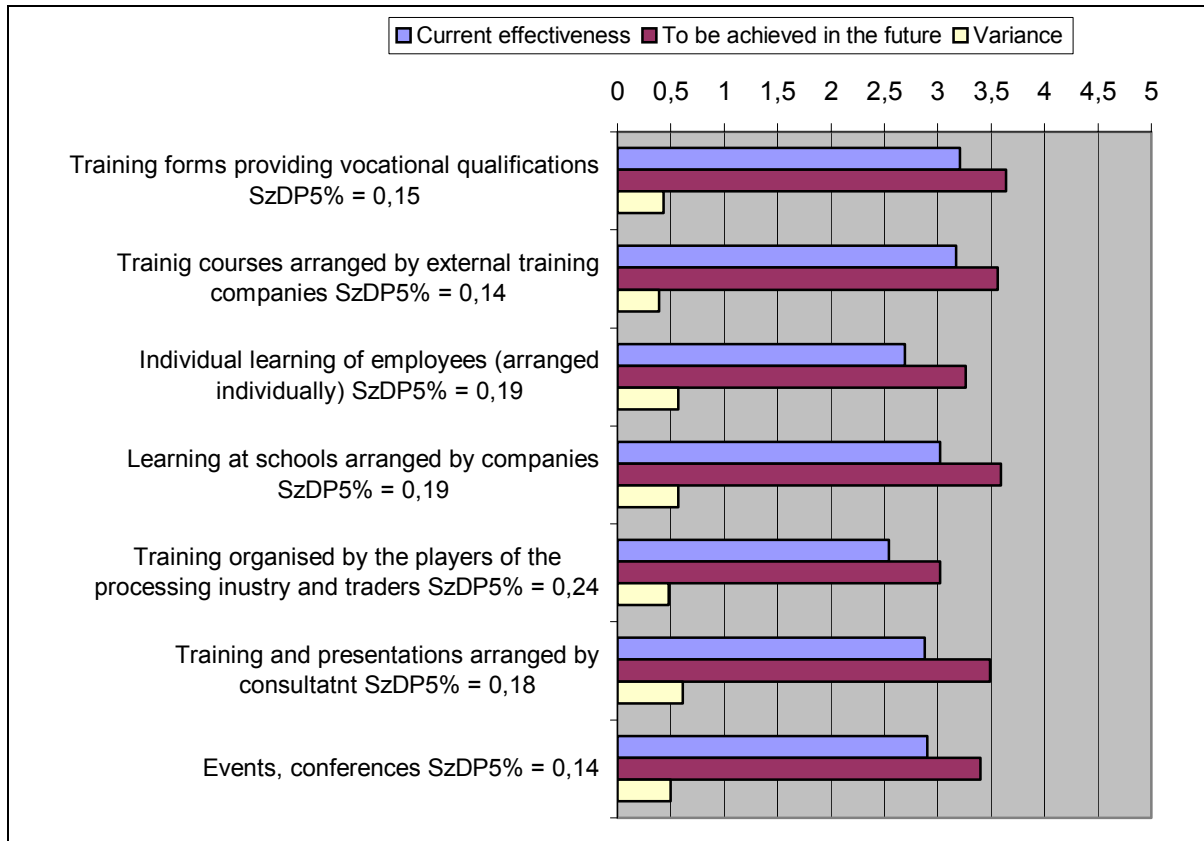 Current effectiveness To be achieved in the future Variance
0 0,5 1 1,5 2 2,5 3 3,5 4 4,5 5
Training forms providing vocational qualifications
SzDP5% = 0,15
Trainig courses arranged by external training
companies SzDP5% = 0,14
Individual learning of employees (arranged
individually) SzDP5% = 0,19
Learning at schools arranged by companies
SzDP5% = 0,19
Training organised by the players of the
processing inustry and traders SzDP5% = 0,24
Training and presentations arranged by
consultatnt SzDP5% = 0,18
Events, conferences SzDP5% = 0,14